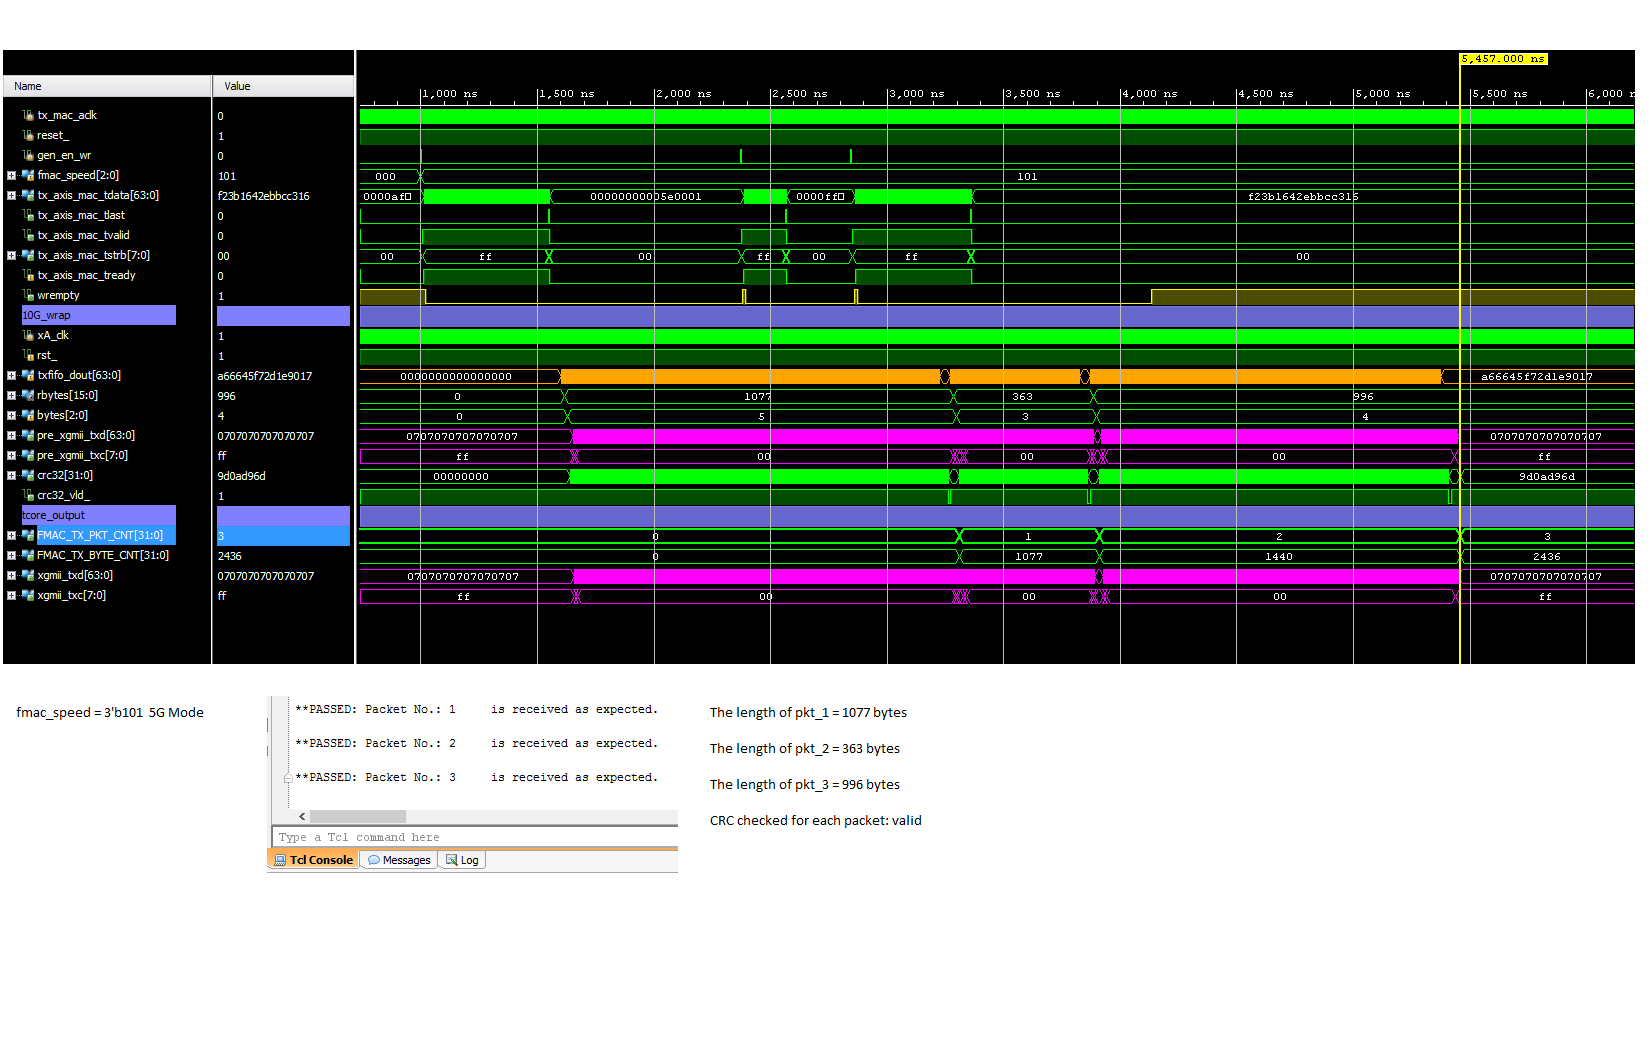 5,457.000 ns
Name Value
1,000 ns 1,500 ns 2,000 ns 2,500 ns 3,000 ns 3,500 ns 4,000 ns 4,500 ns 5,000 ns 5,500 ns 6,000 n
tx_mac_aclk 0
reset_ 1
gen_en_wr 0
fmac_speed[2:0] 101 000 101
tx_axis_mac_tdata[63:0] f23b1642ebbcc316 0000af 00000000005e0001 0000ff f23b1642ebbcc316
tx_axis_mac_tlast 0
tx_axis_mac_tvalid 0
tx_axis_mac_tstrb[7:0] 00 00 ff 00 ff 00 ff 00
tx_axis_mac_tready 0
wrempty 1
10G_wrap
xA_clk 1
rst_ 1
txfifo_dout[63:0] a66645f72d1e9017 0000000000000000 a66645f72d1e9017
rbytes[15:0] 996 0 1077 363 996
bytes[2:0] 4 0 5 3 4
pre_xgmii_txd[63:0] 0707070707070707 0707070707070707 0707070707070707
pre_xgmii_txc[7:0] ff ff 00 00 00 ff
crc32[31:0] 9d0ad96d 00000000 9d0ad96d
crc32_vld_ 1
tcore_output
FMAC_TX_PKT_CNT[31:0] 3 0 1 2 3
FMAC_TX_BYTE_CNT[31:0] 2436 0 1077 1440 2436
xgmii_txd[63:0] 0707070707070707 0707070707070707 0707070707070707
xgmii_txc[7:0] ff ff 00 00 00 ff
fmac_speed = 3'b101 5G Mode
**PASSED: Packet No.: 1 is received as expected.
**PASSED: Packet No.: 2 is received as expected.
**PASSED: Packet No.: 3 is received as expected.
Type a Tcl command here
Tcl Console Messages Log
The length of pkt_1 = 1077 bytes
The length of pkt_2 = 363 bytes
The length of pkt_3 = 996 bytes
CRC checked for each packet: valid